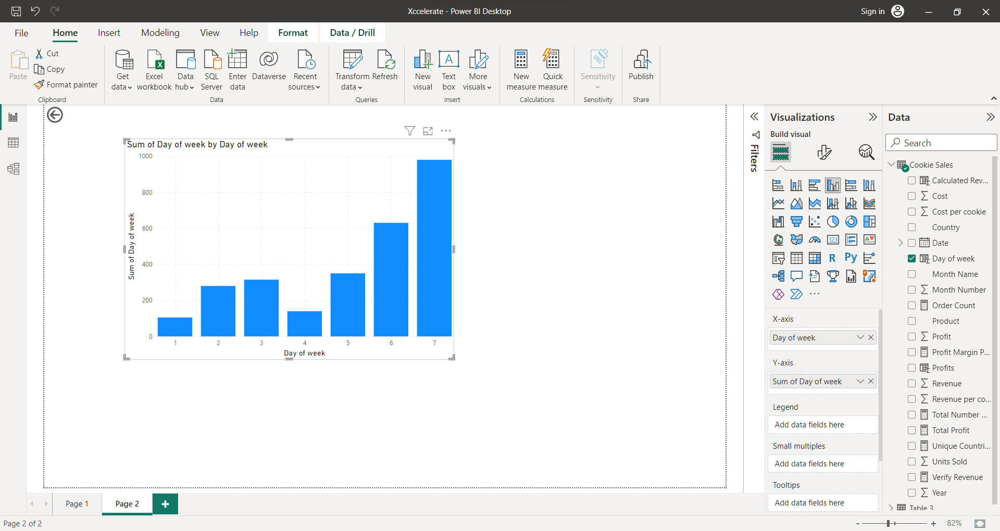 Xccelerate - Power BI Desktop
Sign in
File
Home
Insert
Modeling
View
Help
Format
Data / Drill
Paste
Cut
Copy
Format painter
Clipboard
Get data
Excel workbook
Data hub
SQL Server
Enter data
Dataverse
Recent sources
Data
Transform data
Refresh
Queries
New visual
A
Text box
More visuals
Insert
New measure
Quick measure
Calculations
Sensitivity
Sensitivity
Publish
Share
Sum of Day of week by Day of week
Sum of Day of week
1000
800
600
400
200
0
1
2
3
4
5
6
7
Day of week
Filters
Visualizations
Build visual
123
R
Py
X-axis
Day of week
Y-axis
Sum of Day of week
Legend
Add data fields here
Small multiples
Add data fields here
Tooltips
Add data fields here
Data
Search
Cookie Sales
Calculated Rev...
Cost
Cost per cookie
Country
Date
Day of week
Month Name
Month Number
Order Count
Product
Profit
Profit Margin P...
Profits
Revenue
Revenue per co...
Total Number ...
Total Profit
Unique Countri...
Units Sold
Verify Revenue
Year
Table 3
Page 1
Page 2
Page 2 of 2
82%